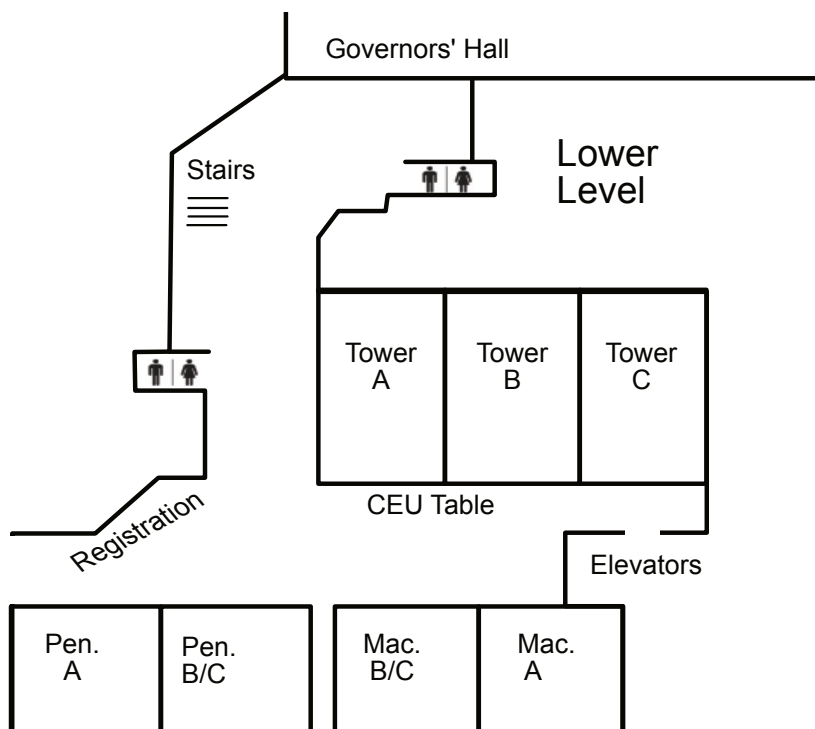 Governors' Hall
Lower
Level
Stairs
Tower
A
Tower
B
Tower
C
CEU Table
Registration
Elevators
Pen.
A
Pen.
B/C
Mac.
B/C
Mac.
A